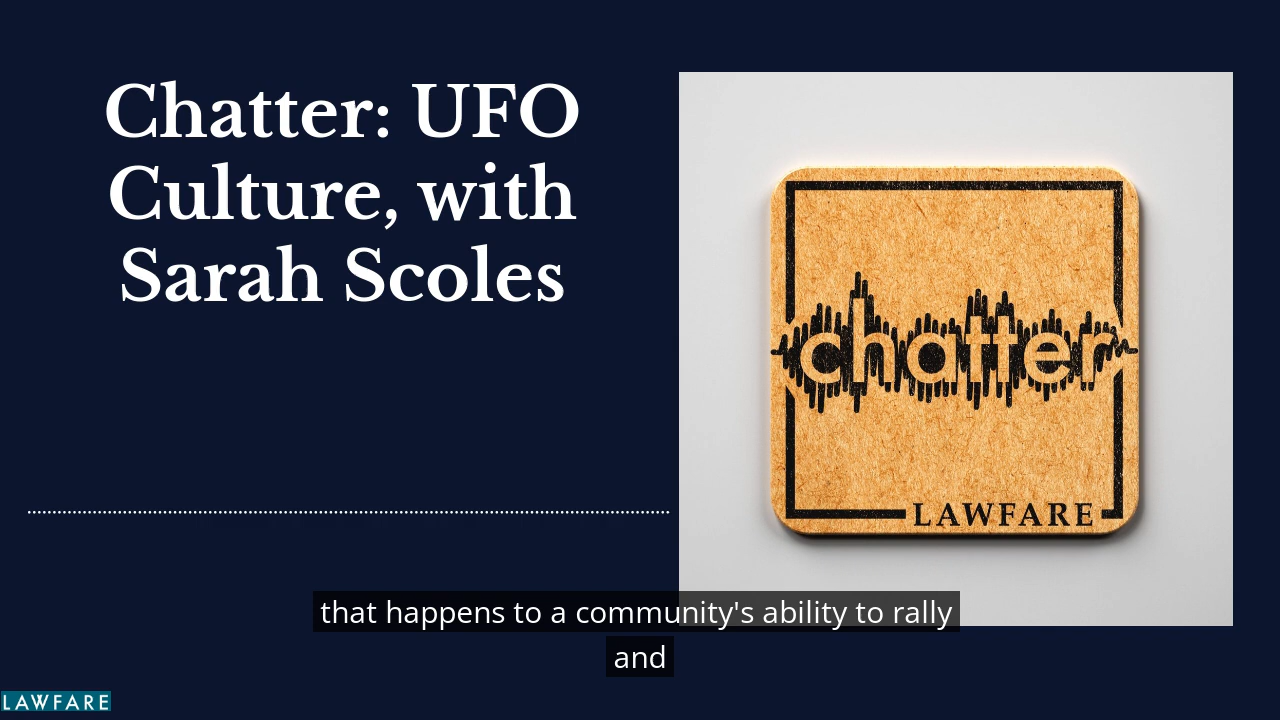 Chatter: UFO
Culture, with
Sarah Scoles
chatter
LAWFARE
that happens to a community's ability to rally
and
LAWFARE